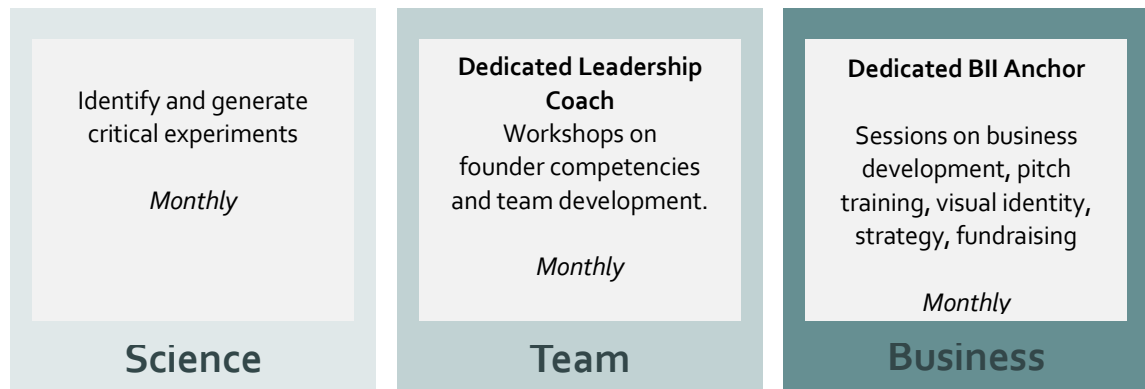 Identify and generate
critical experiments
Monthly
Science
Dedicated Leadership
Coach
Workshops on
founder competencies
and team development.
Monthly
Team
Dedicated BII Anchor
Sessions on business
development, pitch
training, visual identity,
strategy, fundraising
Monthly
Business